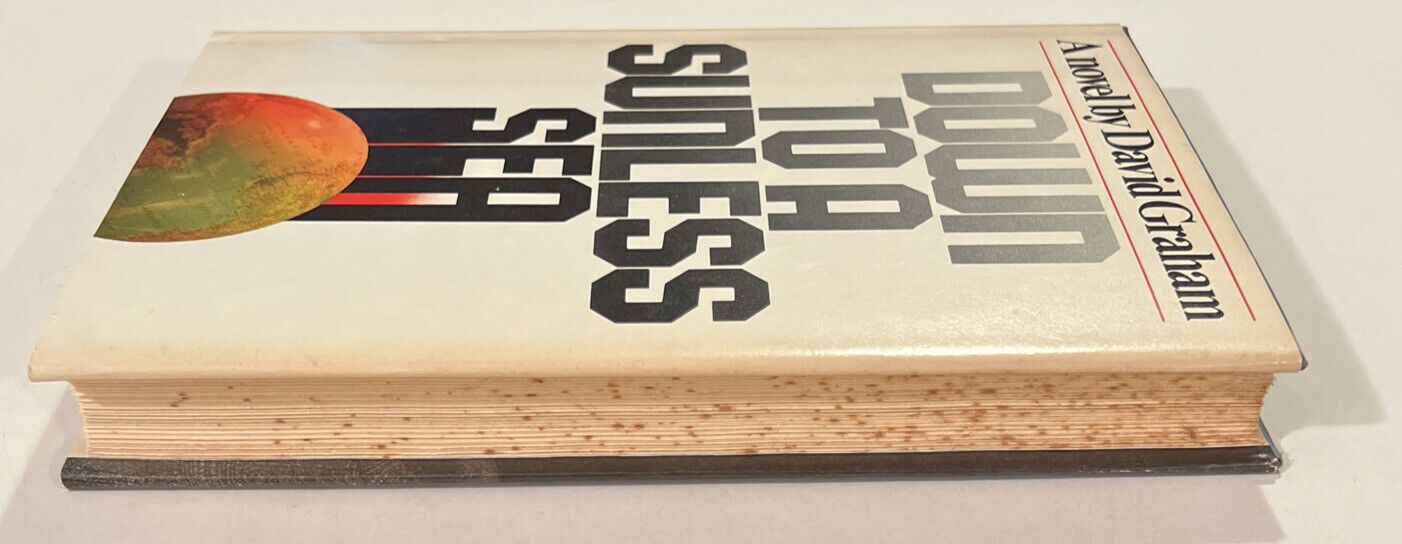 A novel by David Graham
DOWN
TO A
SUNLESS
SEA